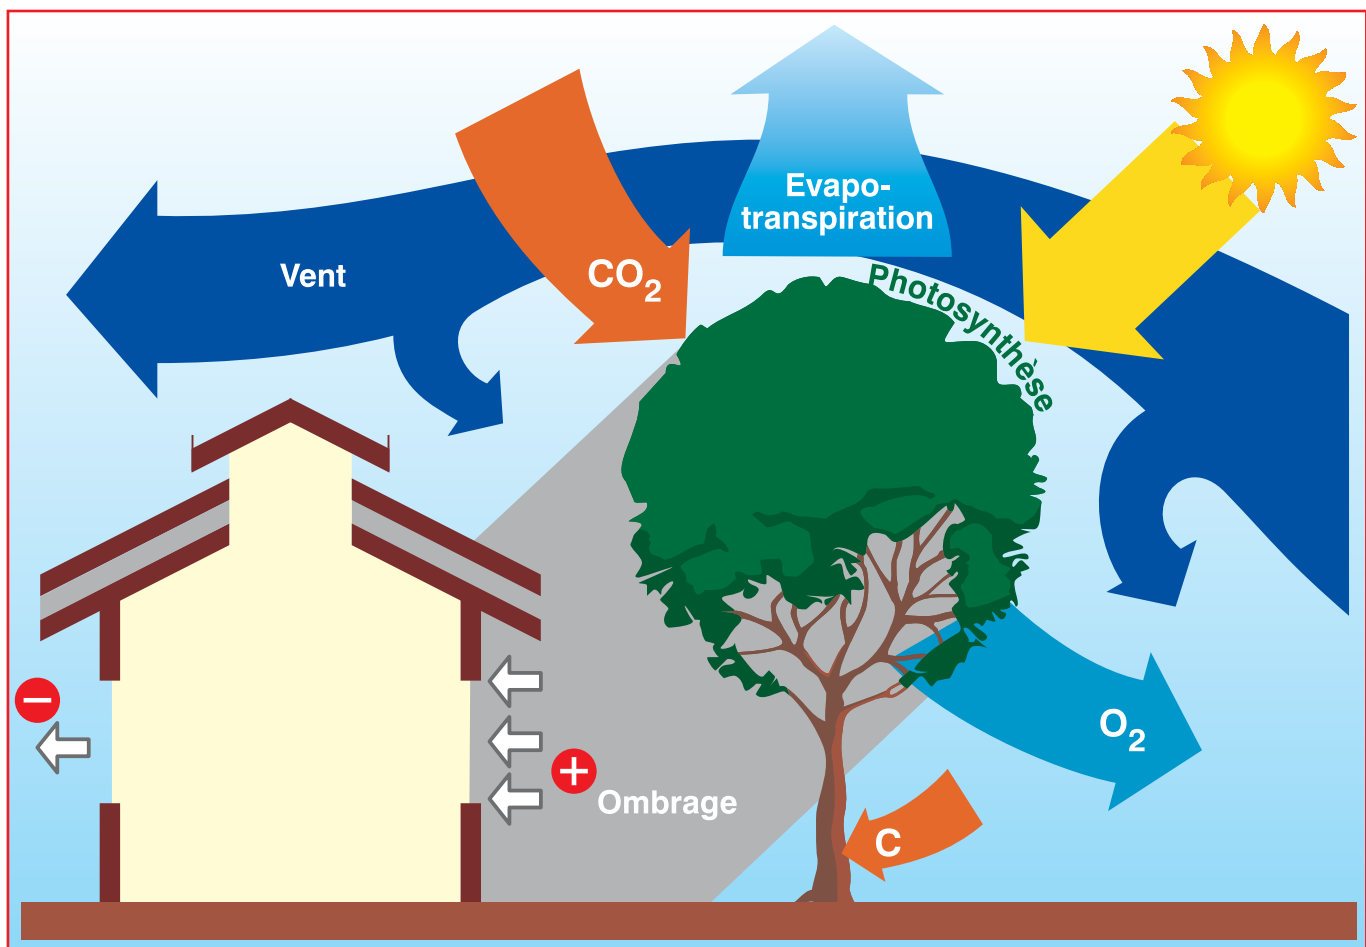 Evapo-
transpiration
Vent
CO₂
Photosynthèse
−
O₂
+
Ombrage
C